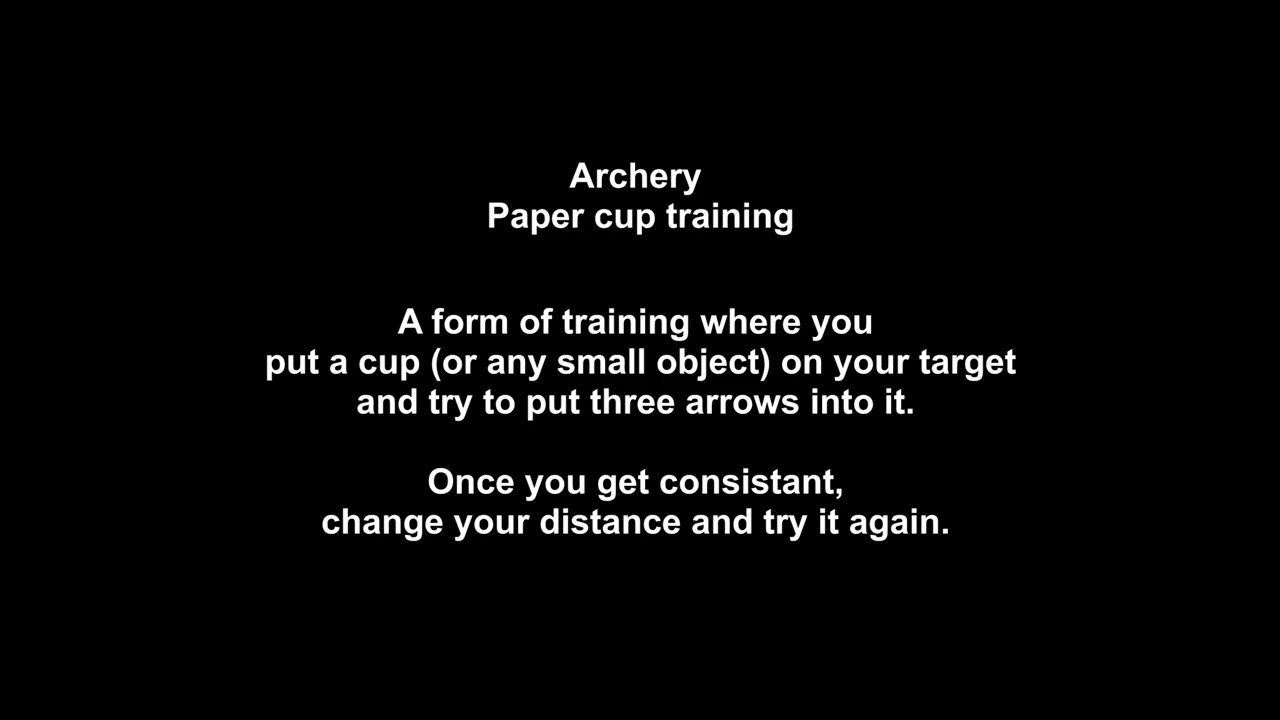 Archery
Paper cup training
A form of training where you
put a cup (or any small object) on your target
and try to put three arrows into it.
Once you get consistant,
change your distance and try it again.